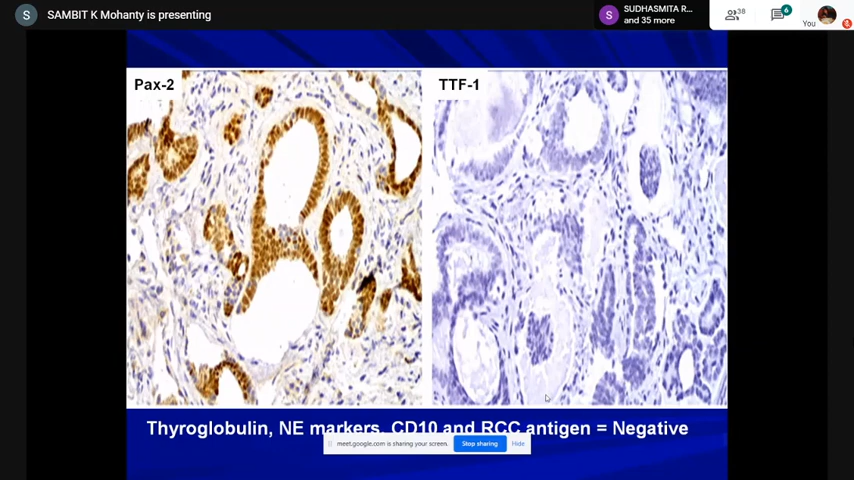 S SAMBIT K Mohanty is presenting
S SUDHASMITA R...
and 35 more
38
6
You
Pax-2
TTF-1
Thyroglobulin, NE markers, CD10 and RCC antigen = Negative
meet.google.com is sharing your screen. Stop sharing Hide